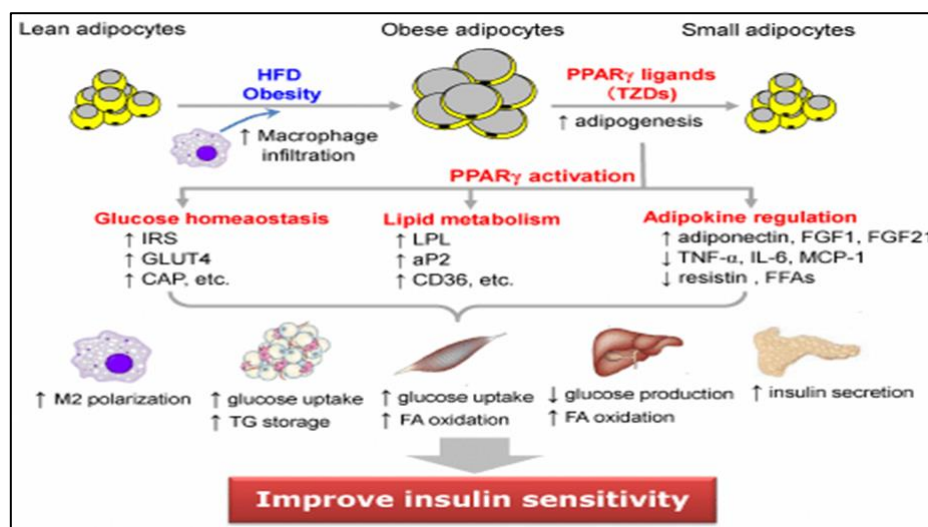 Lean adipocytes
Obese adipocytes
Small adipocytes
HFD
Obesity
↑ Macrophage
infiltration
PPARγ ligands
(TZDs)
↑ adipogenesis
PPARγ activation
Glucose homeaostasis
↑ IRS
↑ GLUT4
↑ CAP, etc.
Lipid metabolism
↑ LPL
↑ aP2
↑ CD36, etc.
Adipokine regulation
↑ adiponectin, FGF1, FGF21
↓ TNF-α, IL-6, MCP-1
↓ resistin , FFAs
↑ M2 polarization
↑ glucose uptake
↑ TG storage
↑ glucose uptake
↑ FA oxidation
↓ glucose production
↑ FA oxidation
↑ insulin secretion
Improve insulin sensitivity